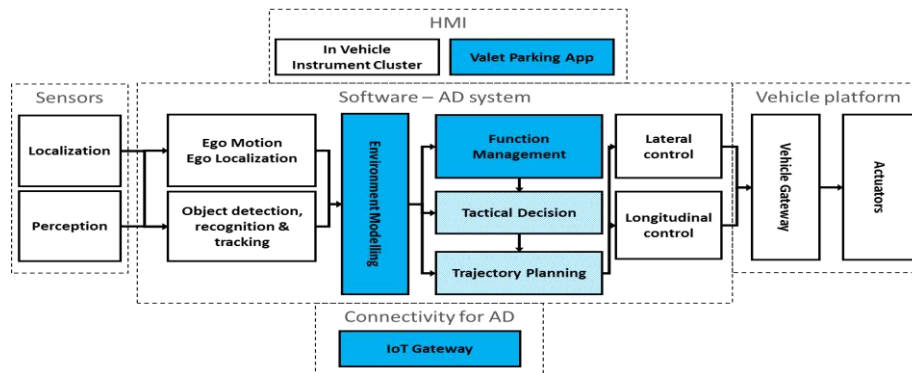 HMI
In Vehicle
Instrument Cluster
Valet Parking App
Sensors
Software – AD system
Vehicle platform
Localization
Perception
Ego Motion
Ego Localization
Object detection,
recognition &
tracking
Environment Modelling
Function
Management
Tactical Decision
Trajectory Planning
Lateral
control
Longitudinal
control
Vehicle Gateway
Actuators
Connectivity for AD
IoT Gateway